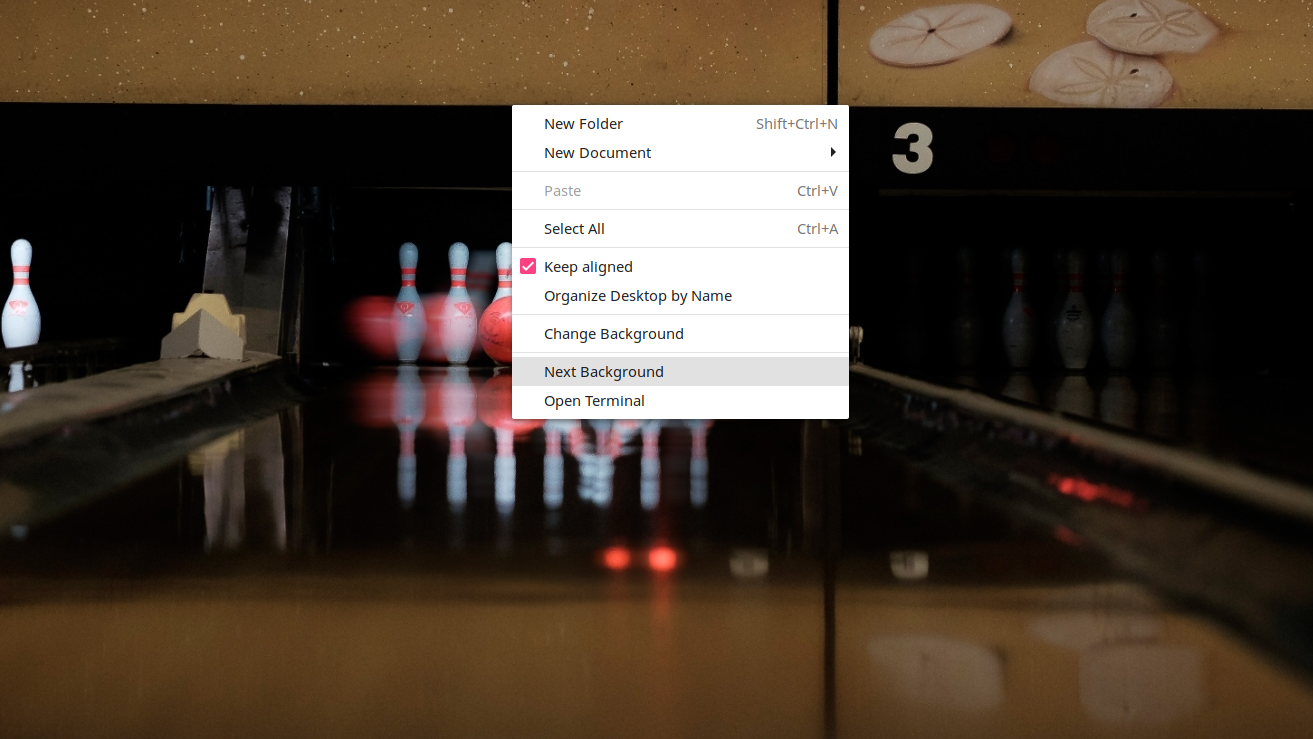 New Folder Shift+Ctrl+N
New Document
Paste Ctrl+V
Select All Ctrl+A
Keep aligned
Organize Desktop by Name
Change Background
Next Background
Open Terminal
3